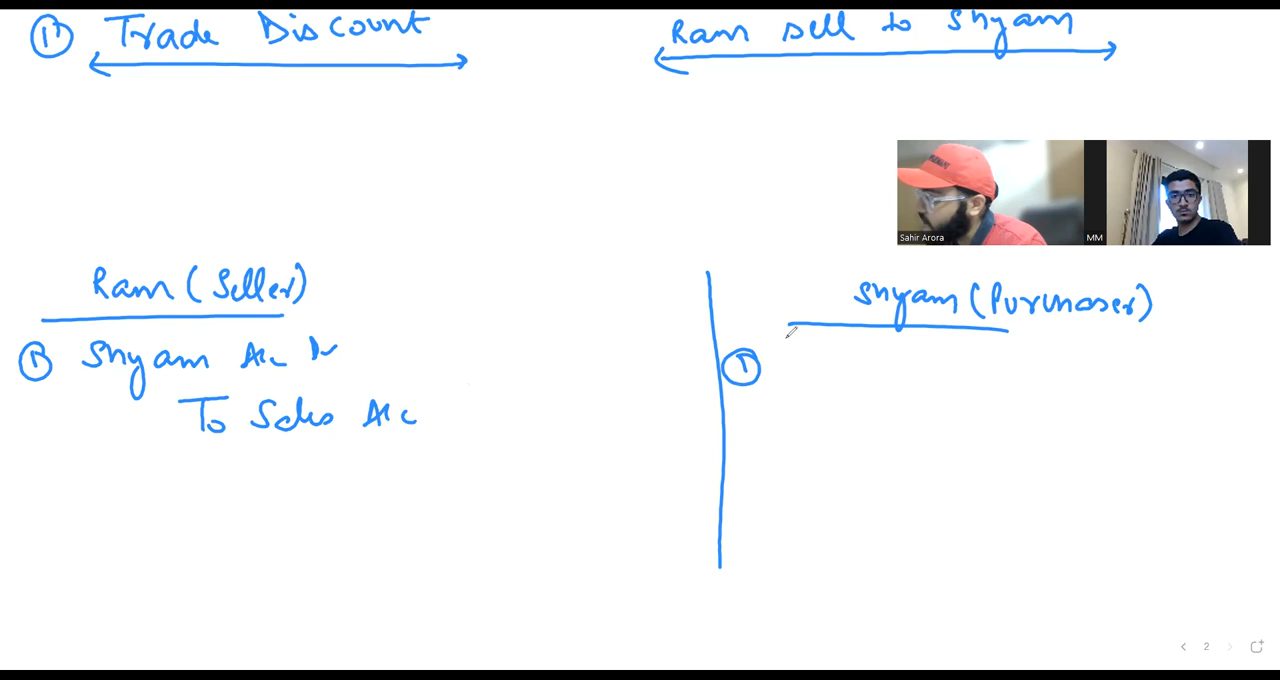 11 Trade Discount
Ram sell to Shyam
Sahir Arora
MM
Ram (Seller)
Shyam (Purchaser)
1 Shyam A/c Dr
To Sales A/c
1
2